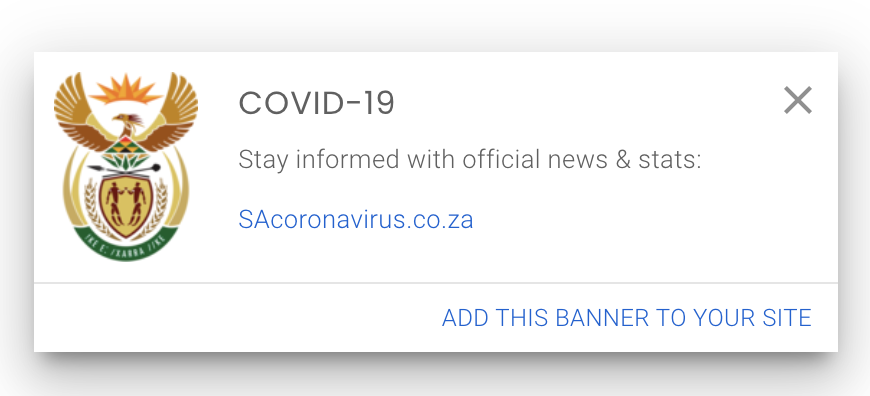 COVID-19
Stay informed with official news & stats:
SAcoronavirus.co.za
!KE E: /XARRA //KE
ADD THIS BANNER TO YOUR SITE